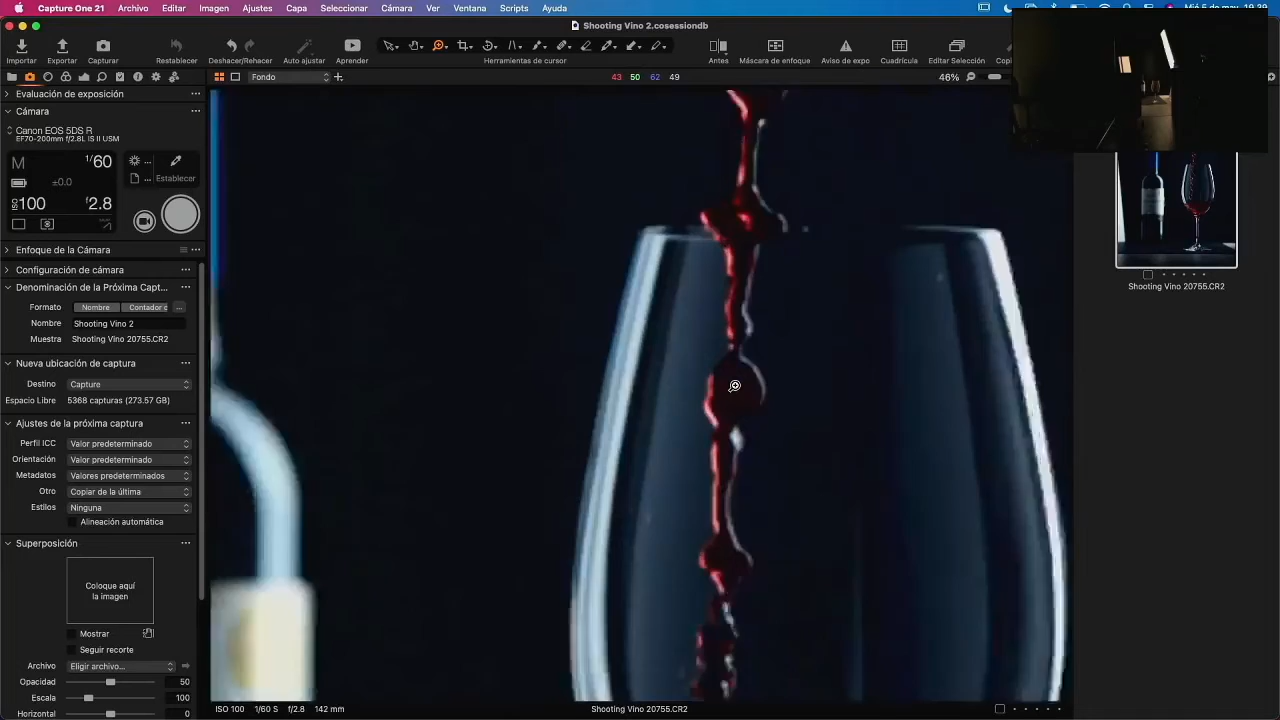 Capture One 21 Archivo Editar Imagen Ajustes Capa Seleccionar Cámara Ver Ventana Scripts Ayuda
Shooting Vino 2.cosessiondb
Importar Exportar Capturar Restablecer Deshacer/Rehacer Auto ajustar Aprender Herramientas de cursor Antes Máscara de enfoque Aviso de expo Cuadrícula Editar Selección
Fondo 43 50 62 49 46%
Evaluación de exposición
Cámara
Canon EOS 5DS R
EF70-200mm f/2.8L IS II USM
M 1/60
±0.0
Establecer
ISO100 f2.8
Enfoque de la Cámara
Configuración de cámara
Denominación de la Próxima Capt...
Formato Nombre Contador c ...
Nombre Shooting Vino 2
Muestra Shooting Vino 20755.CR2
Nueva ubicación de captura
Destino Capture
Espacio Libre 5368 capturas (273.57 GB)
Ajustes de la próxima captura
Perfil ICC Valor predeterminado
Orientación Valor predeterminado
Metadatos Valores predeterminados
Otro Copiar de la última
Estilos Ninguna
Alineación automática
Superposición
Coloque aquí
la imagen
Mostrar
Seguir recorte
Archivo Eligir archivo...
Opacidad 50
Escala 100
Horizontal 0
ISO 100 1/60 S f/2.8 142 mm Shooting Vino 20755.CR2
Shooting Vino 20755.CR2